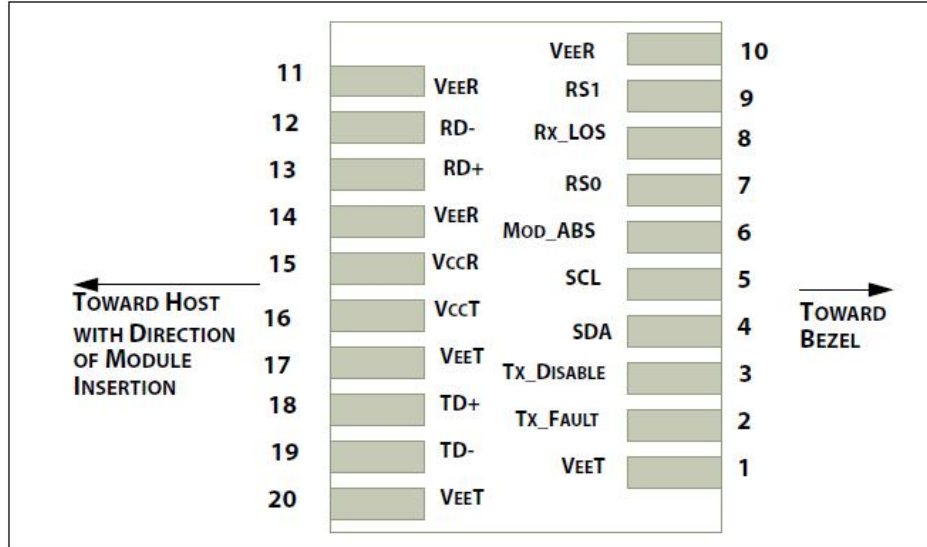 11 VEER
12 RD-
13 RD+
14 VEER
15 VCCR
16 VCCT
17 VEET
18 TD+
19 TD-
20 VEET
VEER 10
RS1 9
RX_LOS 8
RS0 7
MOD_ABS 6
SCL 5
SDA 4
TX_DISABLE 3
TX_FAULT 2
VEET 1
TOWARD HOST
WITH DIRECTION
OF MODULE
INSERTION
TOWARD
BEZEL